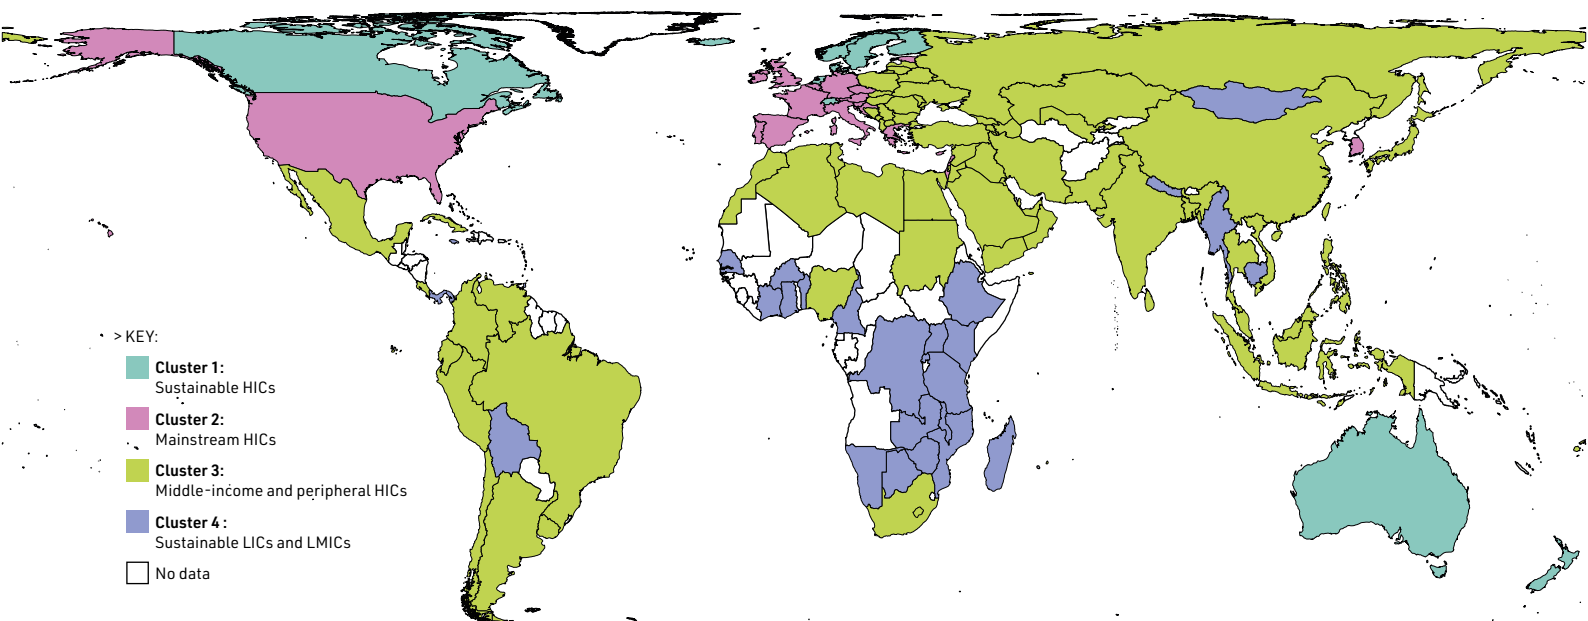 > KEY:
Cluster 1:
Sustainable HICs
Cluster 2:
Mainstream HICs
Cluster 3:
Middle-income and peripheral HICs
Cluster 4 :
Sustainable LICs and LMICs
No data